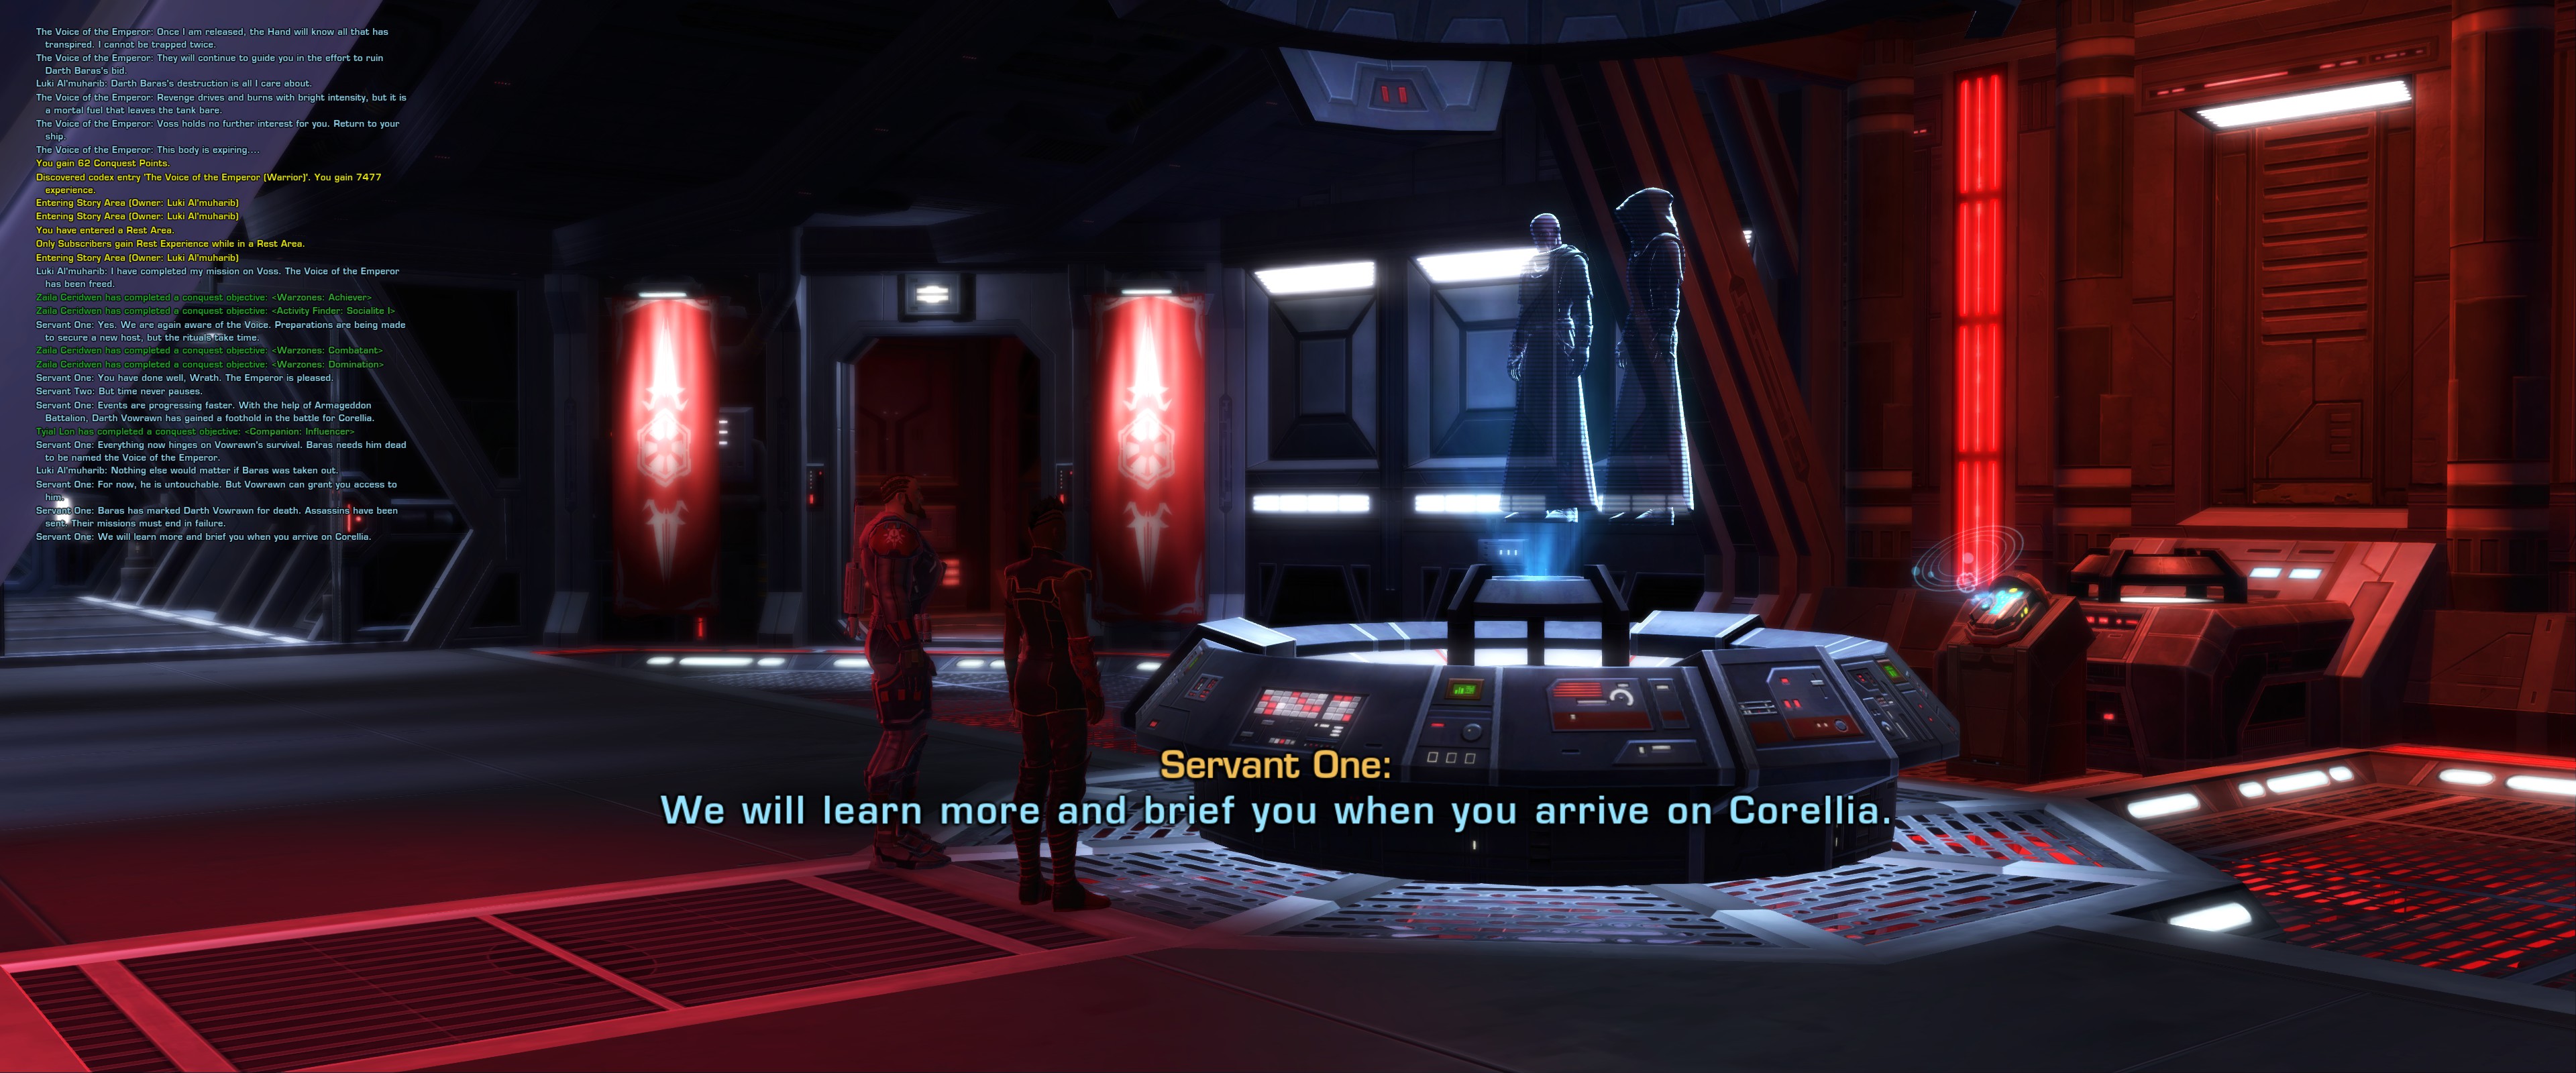 The Voice of the Emperor: Once I am released, the Hand will know all that has
transpired. I cannot be trapped twice.
The Voice of the Emperor: They will continue to guide you in the effort to ruin
Darth Baras's bid.
Luki Al'muharib: Darth Baras's destruction is all I care about.
The Voice of the Emperor: Revenge drives and burns with bright intensity, but it is
a mortal fuel that leaves the tank bare.
The Voice of the Emperor: Voss holds no further interest for you. Return to your
ship.
The Voice of the Emperor: This body is expiring....
You gain 62 Conquest Points.
Discovered codex entry 'The Voice of the Emperor (Warrior)'. You gain 7477
experience.
Entering Story Area (Owner: Luki Al'muharib)
Entering Story Area (Owner: Luki Al'muharib)
You have entered a Rest Area.
Only Subscribers gain Rest Experience while in a Rest Area.
Entering Story Area (Owner: Luki Al'muharib)
Luki Al'muharib: I have completed my mission on Voss. The Voice of the Emperor
has been freed.
Zaila Ceridwen has completed a conquest objective: <Warzones: Achiever>
Zaila Ceridwen has completed a conquest objective: <Activity Finder: Socialite I>
Servant One: Yes. We are again aware of the Voice. Preparations are being made
to secure a new host, but the rituals take time.
Zaila Ceridwen has completed a conquest objective: <Warzones: Combatant>
Zaila Ceridwen has completed a conquest objective: <Warzones: Domination>
Servant One: You have done well, Wrath. The Emperor is pleased.
Servant Two: But time never pauses.
Servant One: Events are progressing faster. With the help of Armageddon
Battalion, Darth Vowrawn has gained a foothold in the battle for Corellia.
Tyial Lon has completed a conquest objective: <Companion: Influencer>
Servant One: Everything now hinges on Vowrawn's survival. Baras needs him dead
to be named the Voice of the Emperor.
Luki Al'muharib: Nothing else would matter if Baras was taken out.
Servant One: For now, he is untouchable. But Vowrawn can grant you access to
him.
Servant One: Baras has marked Darth Vowrawn for death. Assassins have been
sent. Their missions must end in failure.
Servant One: We will learn more and brief you when you arrive on Corellia.
Servant One:
We will learn more and brief you when you arrive on Corellia.